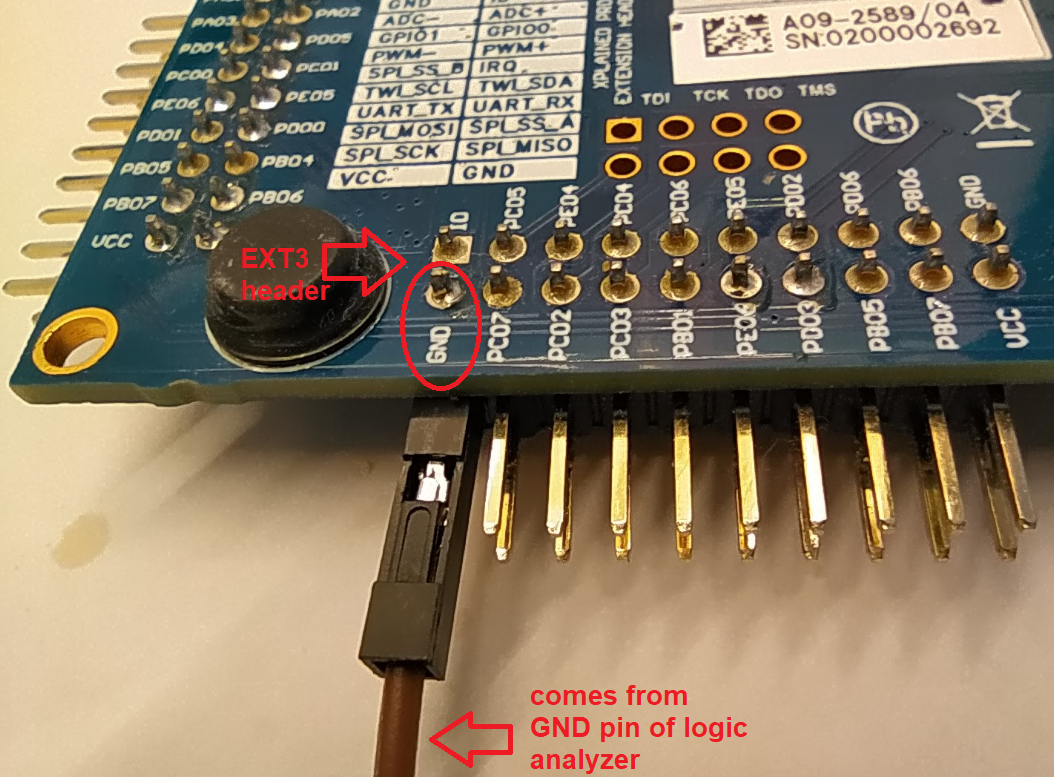 GND
PA03 PA02 ADC- ADC+
PD04 PD05 GPIO1 GPIO0
PWM- PWM+
PC00 PC01 SPI_SS_B IRQ
PE06 PE05 TWI_SCL TWI_SDA
UART_TX UART_RX
PD01 PD00 SPI_MOSI SPI_SS_A
PB05 PB04 SPI_SCK SPI_MISO
PB07 PB06 VCC GND
VCC
XPLAINED PRO
EXTENSION HEADER
A09-2589/04
SN:0200002692
TDI TCK TDO TMS
IO PC05 PE04 PC04 PC06 PE05 PD02 PD06 PB06 GND
EXT3
header
GND PC07 PC02 PC03 PB01 PE06 PD03 PB05 PB07 VCC
comes from
GND pin of logic
analyzer